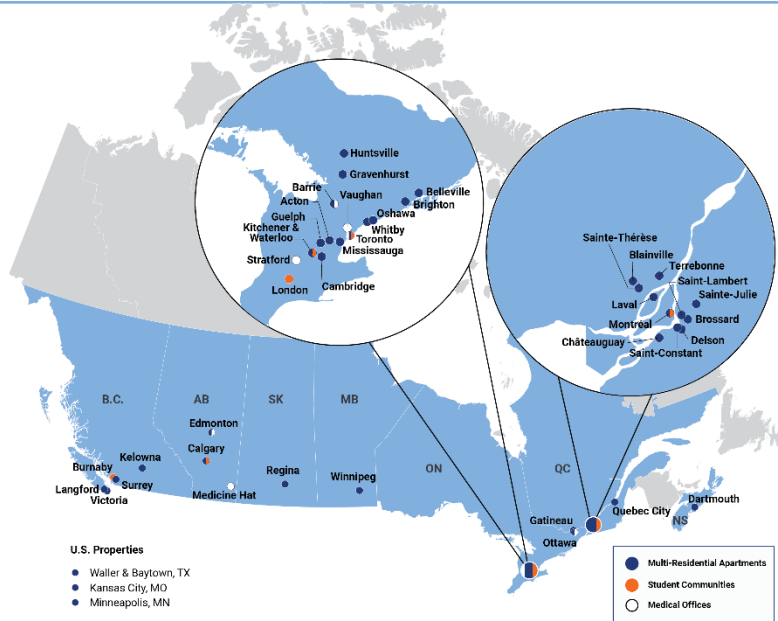 Huntsville
Gravenhurst
Barrie
Vaughan
Belleville
Acton
Brighton
Oshawa
Guelph
Whitby
Kitchener &
Waterloo
Toronto
Mississauga
Stratford
London
Cambridge
Sainte-Thérèse
Blainville
Terrebonne
Saint-Lambert
Sainte-Julie
Laval
Montréal
Brossard
Châteauguay
Delson
Saint-Constant
B.C.
AB
SK
MB
ON
QC
NS
Edmonton
Calgary
Kelowna
Burnaby
Surrey
Langford
Victoria
Medicine Hat
Regina
Winnipeg
Gatineau
Ottawa
Quebec City
Dartmouth
U.S. Properties
Waller & Baytown, TX
Kansas City, MO
Minneapolis, MN
Multi-Residential Apartments
Student Communities
Medical Offices